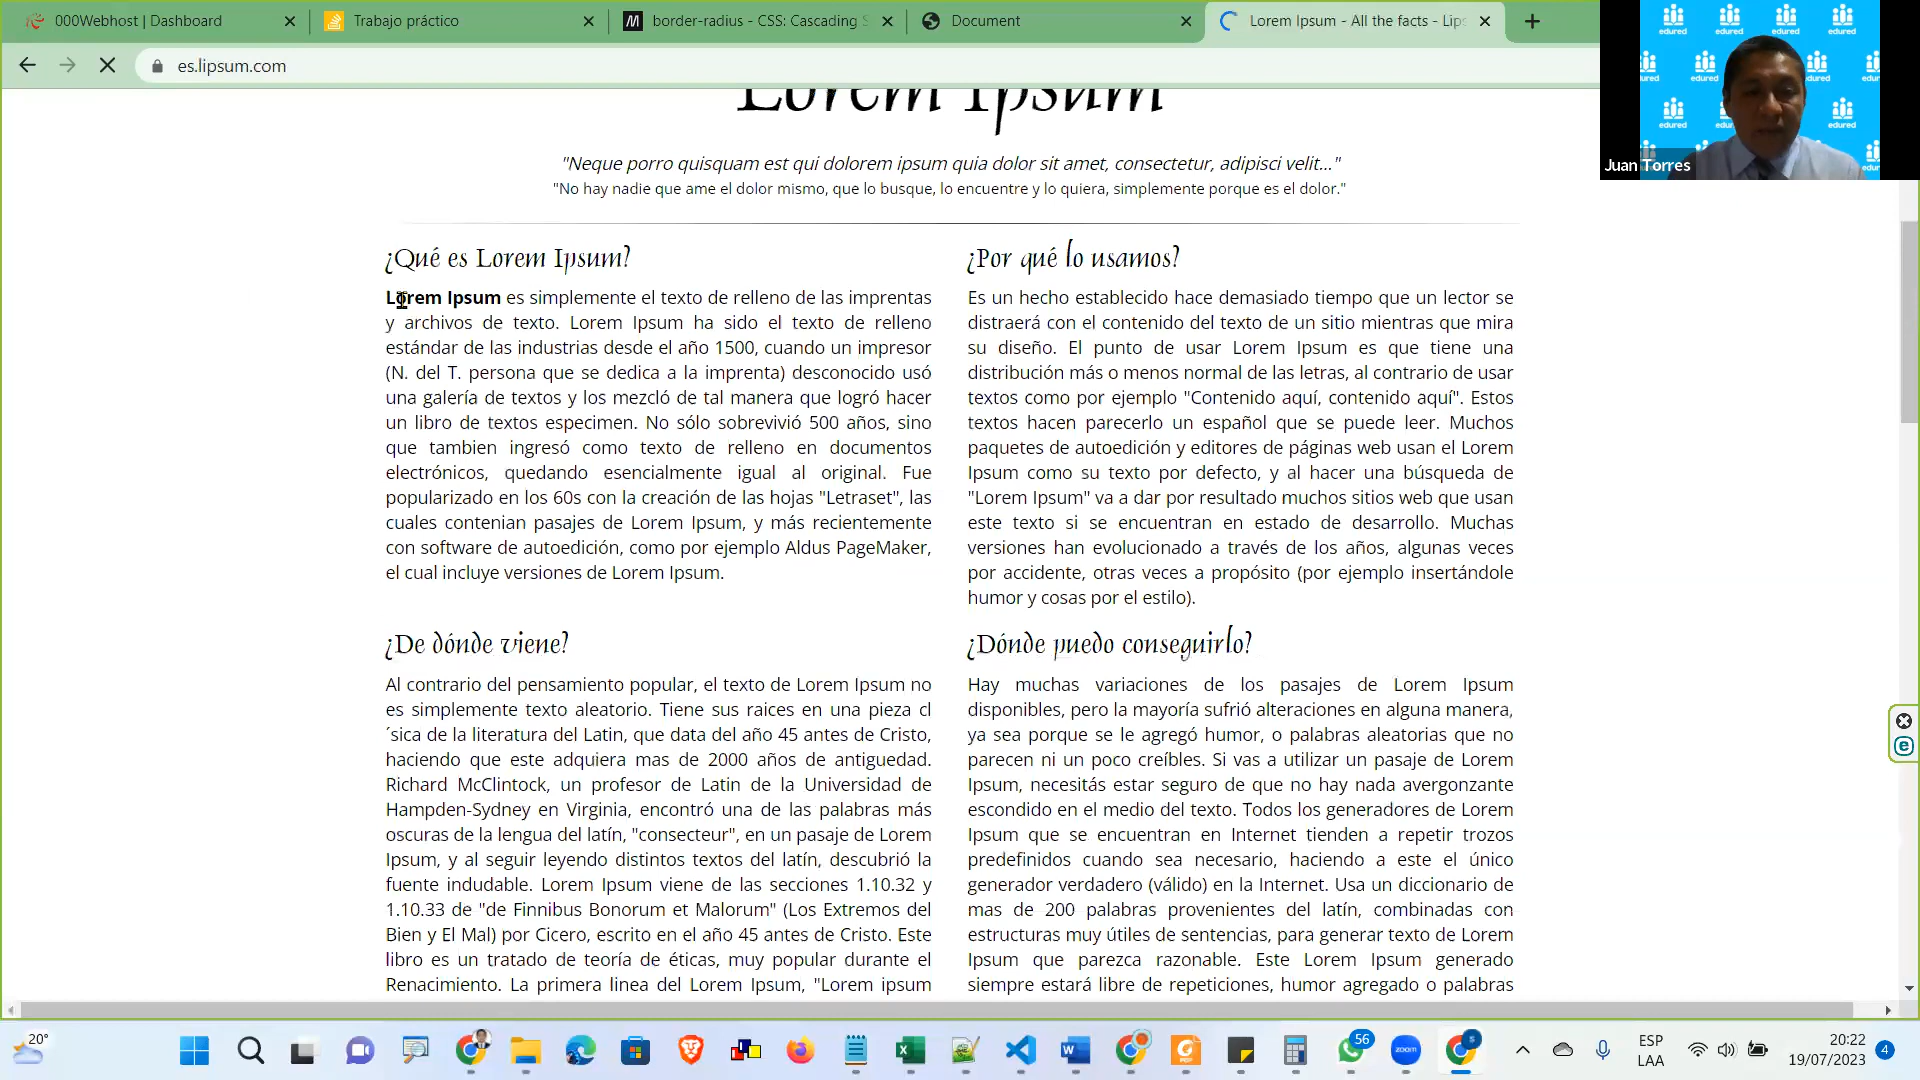 000Webhost | Dashboard
Trabajo práctico
border-radius - CSS: Cascading S
Document
Lorem Ipsum - All the facts - Lips
es.lipsum.com
edured edured edured edured
edured edured edured
edured edured
Juan Torres
Lorem Ipsum
"Neque porro quisquam est qui dolorem ipsum quia dolor sit amet, consectetur, adipisci velit..."
"No hay nadie que ame el dolor mismo, que lo busque, lo encuentre y lo quiera, simplemente porque es el dolor."
¿Qué es Lorem Ipsum?
Lorem Ipsum es simplemente el texto de relleno de las imprentas
y archivos de texto. Lorem Ipsum ha sido el texto de relleno
estándar de las industrias desde el año 1500, cuando un impresor
(N. del T. persona que se dedica a la imprenta) desconocido usó
una galería de textos y los mezcló de tal manera que logró hacer
un libro de textos especimen. No sólo sobrevivió 500 años, sino
que tambien ingresó como texto de relleno en documentos
electrónicos, quedando esencialmente igual al original. Fue
popularizado en los 60s con la creación de las hojas "Letraset", las
cuales contenian pasajes de Lorem Ipsum, y más recientemente
con software de autoedición, como por ejemplo Aldus PageMaker,
el cual incluye versiones de Lorem Ipsum.
¿Por qué lo usamos?
Es un hecho establecido hace demasiado tiempo que un lector se
distraerá con el contenido del texto de un sitio mientras que mira
su diseño. El punto de usar Lorem Ipsum es que tiene una
distribución más o menos normal de las letras, al contrario de usar
textos como por ejemplo "Contenido aquí, contenido aquí". Estos
textos hacen parecerlo un español que se puede leer. Muchos
paquetes de autoedición y editores de páginas web usan el Lorem
Ipsum como su texto por defecto, y al hacer una búsqueda de
"Lorem Ipsum" va a dar por resultado muchos sitios web que usan
este texto si se encuentran en estado de desarrollo. Muchas
versiones han evolucionado a través de los años, algunas veces
por accidente, otras veces a propósito (por ejemplo insertándole
humor y cosas por el estilo).
¿De dónde viene?
Al contrario del pensamiento popular, el texto de Lorem Ipsum no
es simplemente texto aleatorio. Tiene sus raices en una pieza cl
´sica de la literatura del Latin, que data del año 45 antes de Cristo,
haciendo que este adquiera mas de 2000 años de antiguedad.
Richard McClintock, un profesor de Latin de la Universidad de
Hampden-Sydney en Virginia, encontró una de las palabras más
oscuras de la lengua del latín, "consecteur", en un pasaje de Lorem
Ipsum, y al seguir leyendo distintos textos del latín, descubrió la
fuente indudable. Lorem Ipsum viene de las secciones 1.10.32 y
1.10.33 de "de Finnibus Bonorum et Malorum" (Los Extremos del
Bien y El Mal) por Cicero, escrito en el año 45 antes de Cristo. Este
libro es un tratado de teoría de éticas, muy popular durante el
Renacimiento. La primera linea del Lorem Ipsum, "Lorem ipsum
¿Dónde puedo conseguirlo?
Hay muchas variaciones de los pasajes de Lorem Ipsum
disponibles, pero la mayoría sufrió alteraciones en alguna manera,
ya sea porque se le agregó humor, o palabras aleatorias que no
parecen ni un poco creíbles. Si vas a utilizar un pasaje de Lorem
Ipsum, necesitás estar seguro de que no hay nada avergonzante
escondido en el medio del texto. Todos los generadores de Lorem
Ipsum que se encuentran en Internet tienden a repetir trozos
predefinidos cuando sea necesario, haciendo a este el único
generador verdadero (válido) en la Internet. Usa un diccionario de
mas de 200 palabras provenientes del latín, combinadas con
estructuras muy útiles de sentencias, para generar texto de Lorem
Ipsum que parezca razonable. Este Lorem Ipsum generado
siempre estará libre de repeticiones, humor agregado o palabras
20°
56
zoom
ESP
LAA
20:22
19/07/2023
4